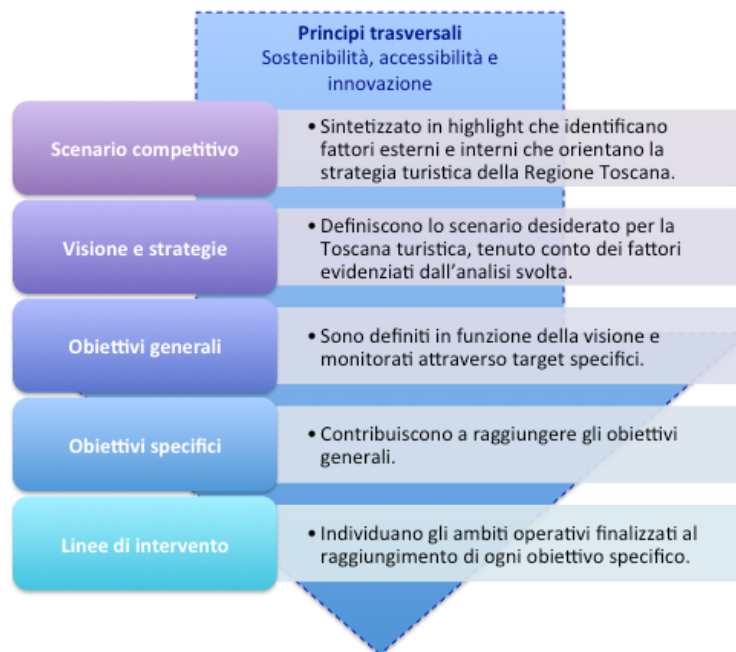 Principi trasversali
Sostenibilità, accessibilità e
innovazione
Scenario competitivo
• Sintetizzato in highlight che identificano
fattori esterni e interni che orientano la
strategia turistica della Regione Toscana.
Visione e strategie
• Definiscono lo scenario desiderato per la
Toscana turistica, tenuto conto dei fattori
evidenziati dall'analisi svolta.
Obiettivi generali
• Sono definiti in funzione della visione e
monitorati attraverso target specifici.
Obiettivi specifici
• Contribuiscono a raggiungere gli obiettivi
generali.
Linee di intervento
• Individuano gli ambiti operativi finalizzati al
raggiungimento di ogni obiettivo specifico.